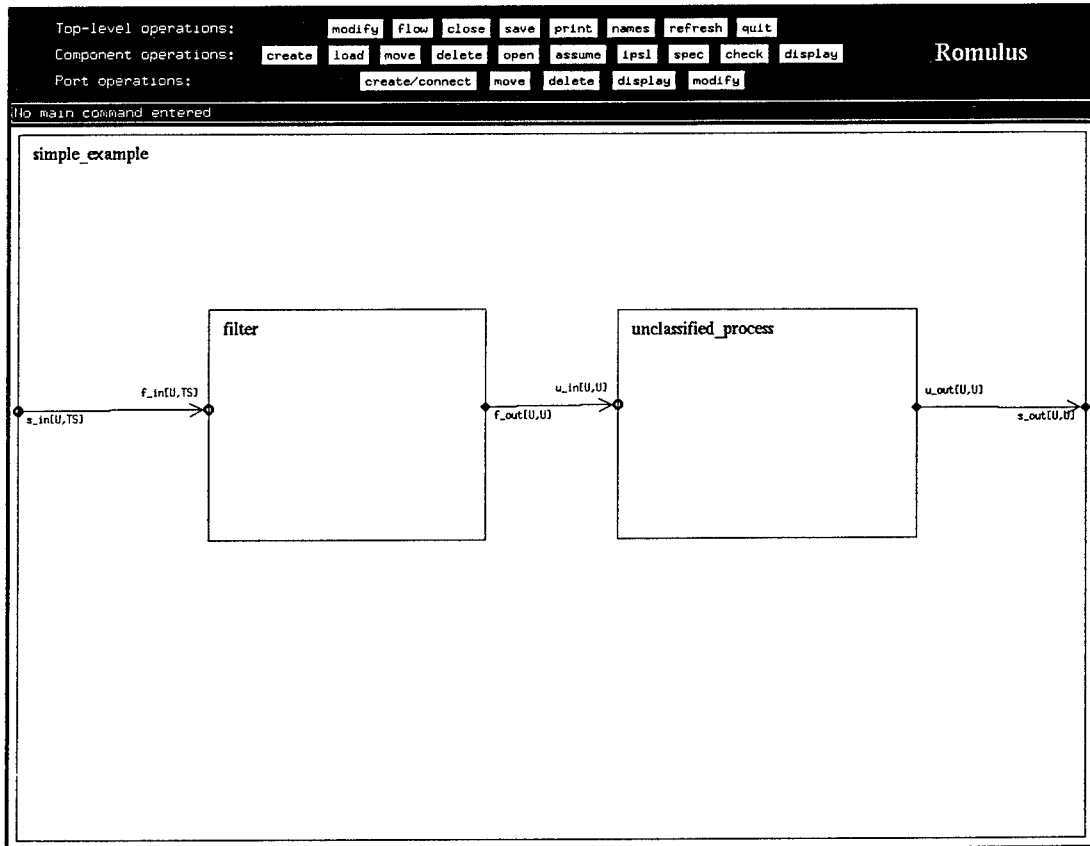 Top-level operations: modify flow close save print names refresh quit
Component operations: create load move delete open assume ipsl spec check display
Romulus
Port operations: create/connect move delete display modify
No main command entered
simple_example
filter
unclassified_process
f_in[U,TS]
s_in[U,TS]
u_in[U,U]
f_out[U,U]
u_out[U,U]
s_out[U,U]